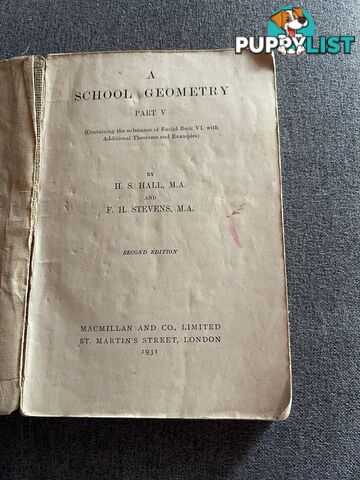 PUPPYLIST
A
SCHOOL GEOMETRY
PART V
(Containing the substance of Euclid Book VI. with
Additional Theorems and Examples)
BY
H. S. HALL, M.A.
AND
F. H. STEVENS, M.A.
SECOND EDITION
MACMILLAN AND CO., LIMITED
ST. MARTIN'S STREET, LONDON
1931